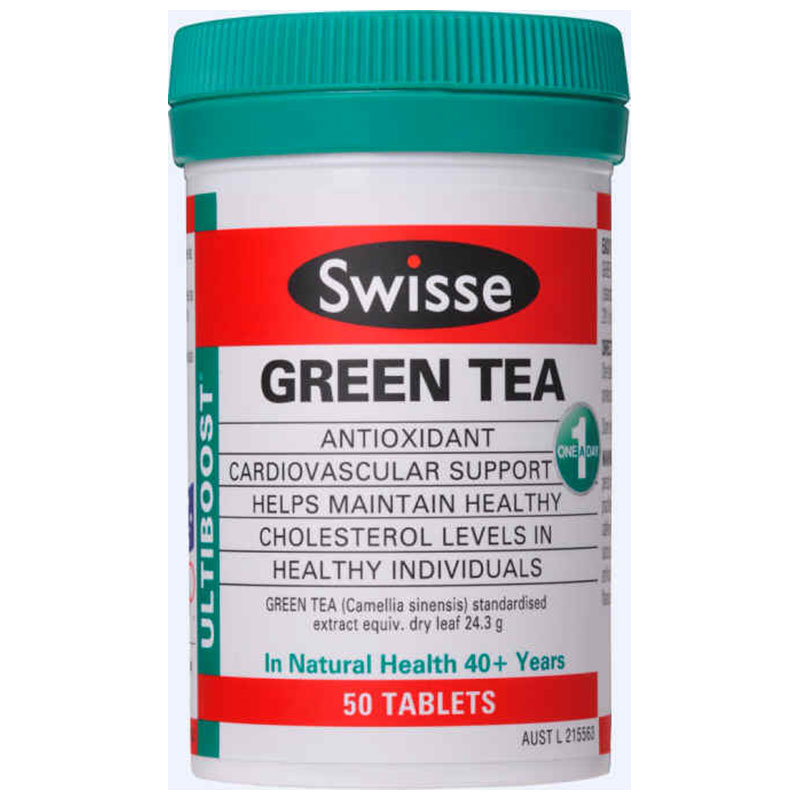 Swisse
GREEN TEA
ANTIOXIDANT
CARDIOVASCULAR SUPPORT
HELPS MAINTAIN HEALTHY
CHOLESTEROL LEVELS IN
HEALTHY INDIVIDUALS
1
ONE A DAY
GREEN TEA (Camellia sinensis) standardised
extract equiv. dry leaf 24.3 g
In Natural Health 40+ Years
50 TABLETS
AUST L 215563
ULTIBOOST